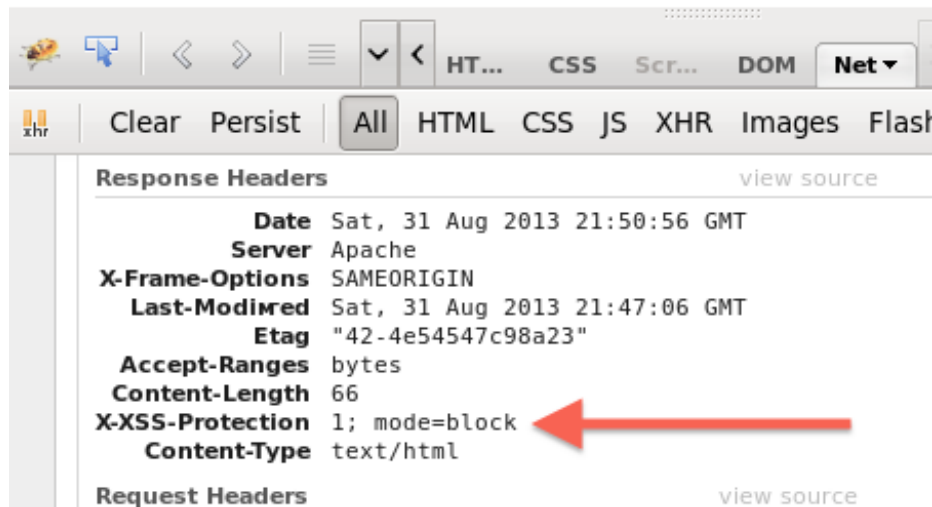 HT... CSS Scr... DOM Net
xhr Clear Persist All HTML CSS JS XHR Images Flash
Response Headers view source
Date Sat, 31 Aug 2013 21:50:56 GMT
Server Apache
X-Frame-Options SAMEORIGIN
Last-Modiмred Sat, 31 Aug 2013 21:47:06 GMT
Etag "42-4e54547c98a23"
Accept-Ranges bytes
Content-Length 66
X-XSS-Protection 1; mode=block
Content-Type text/html
Request Headers view source